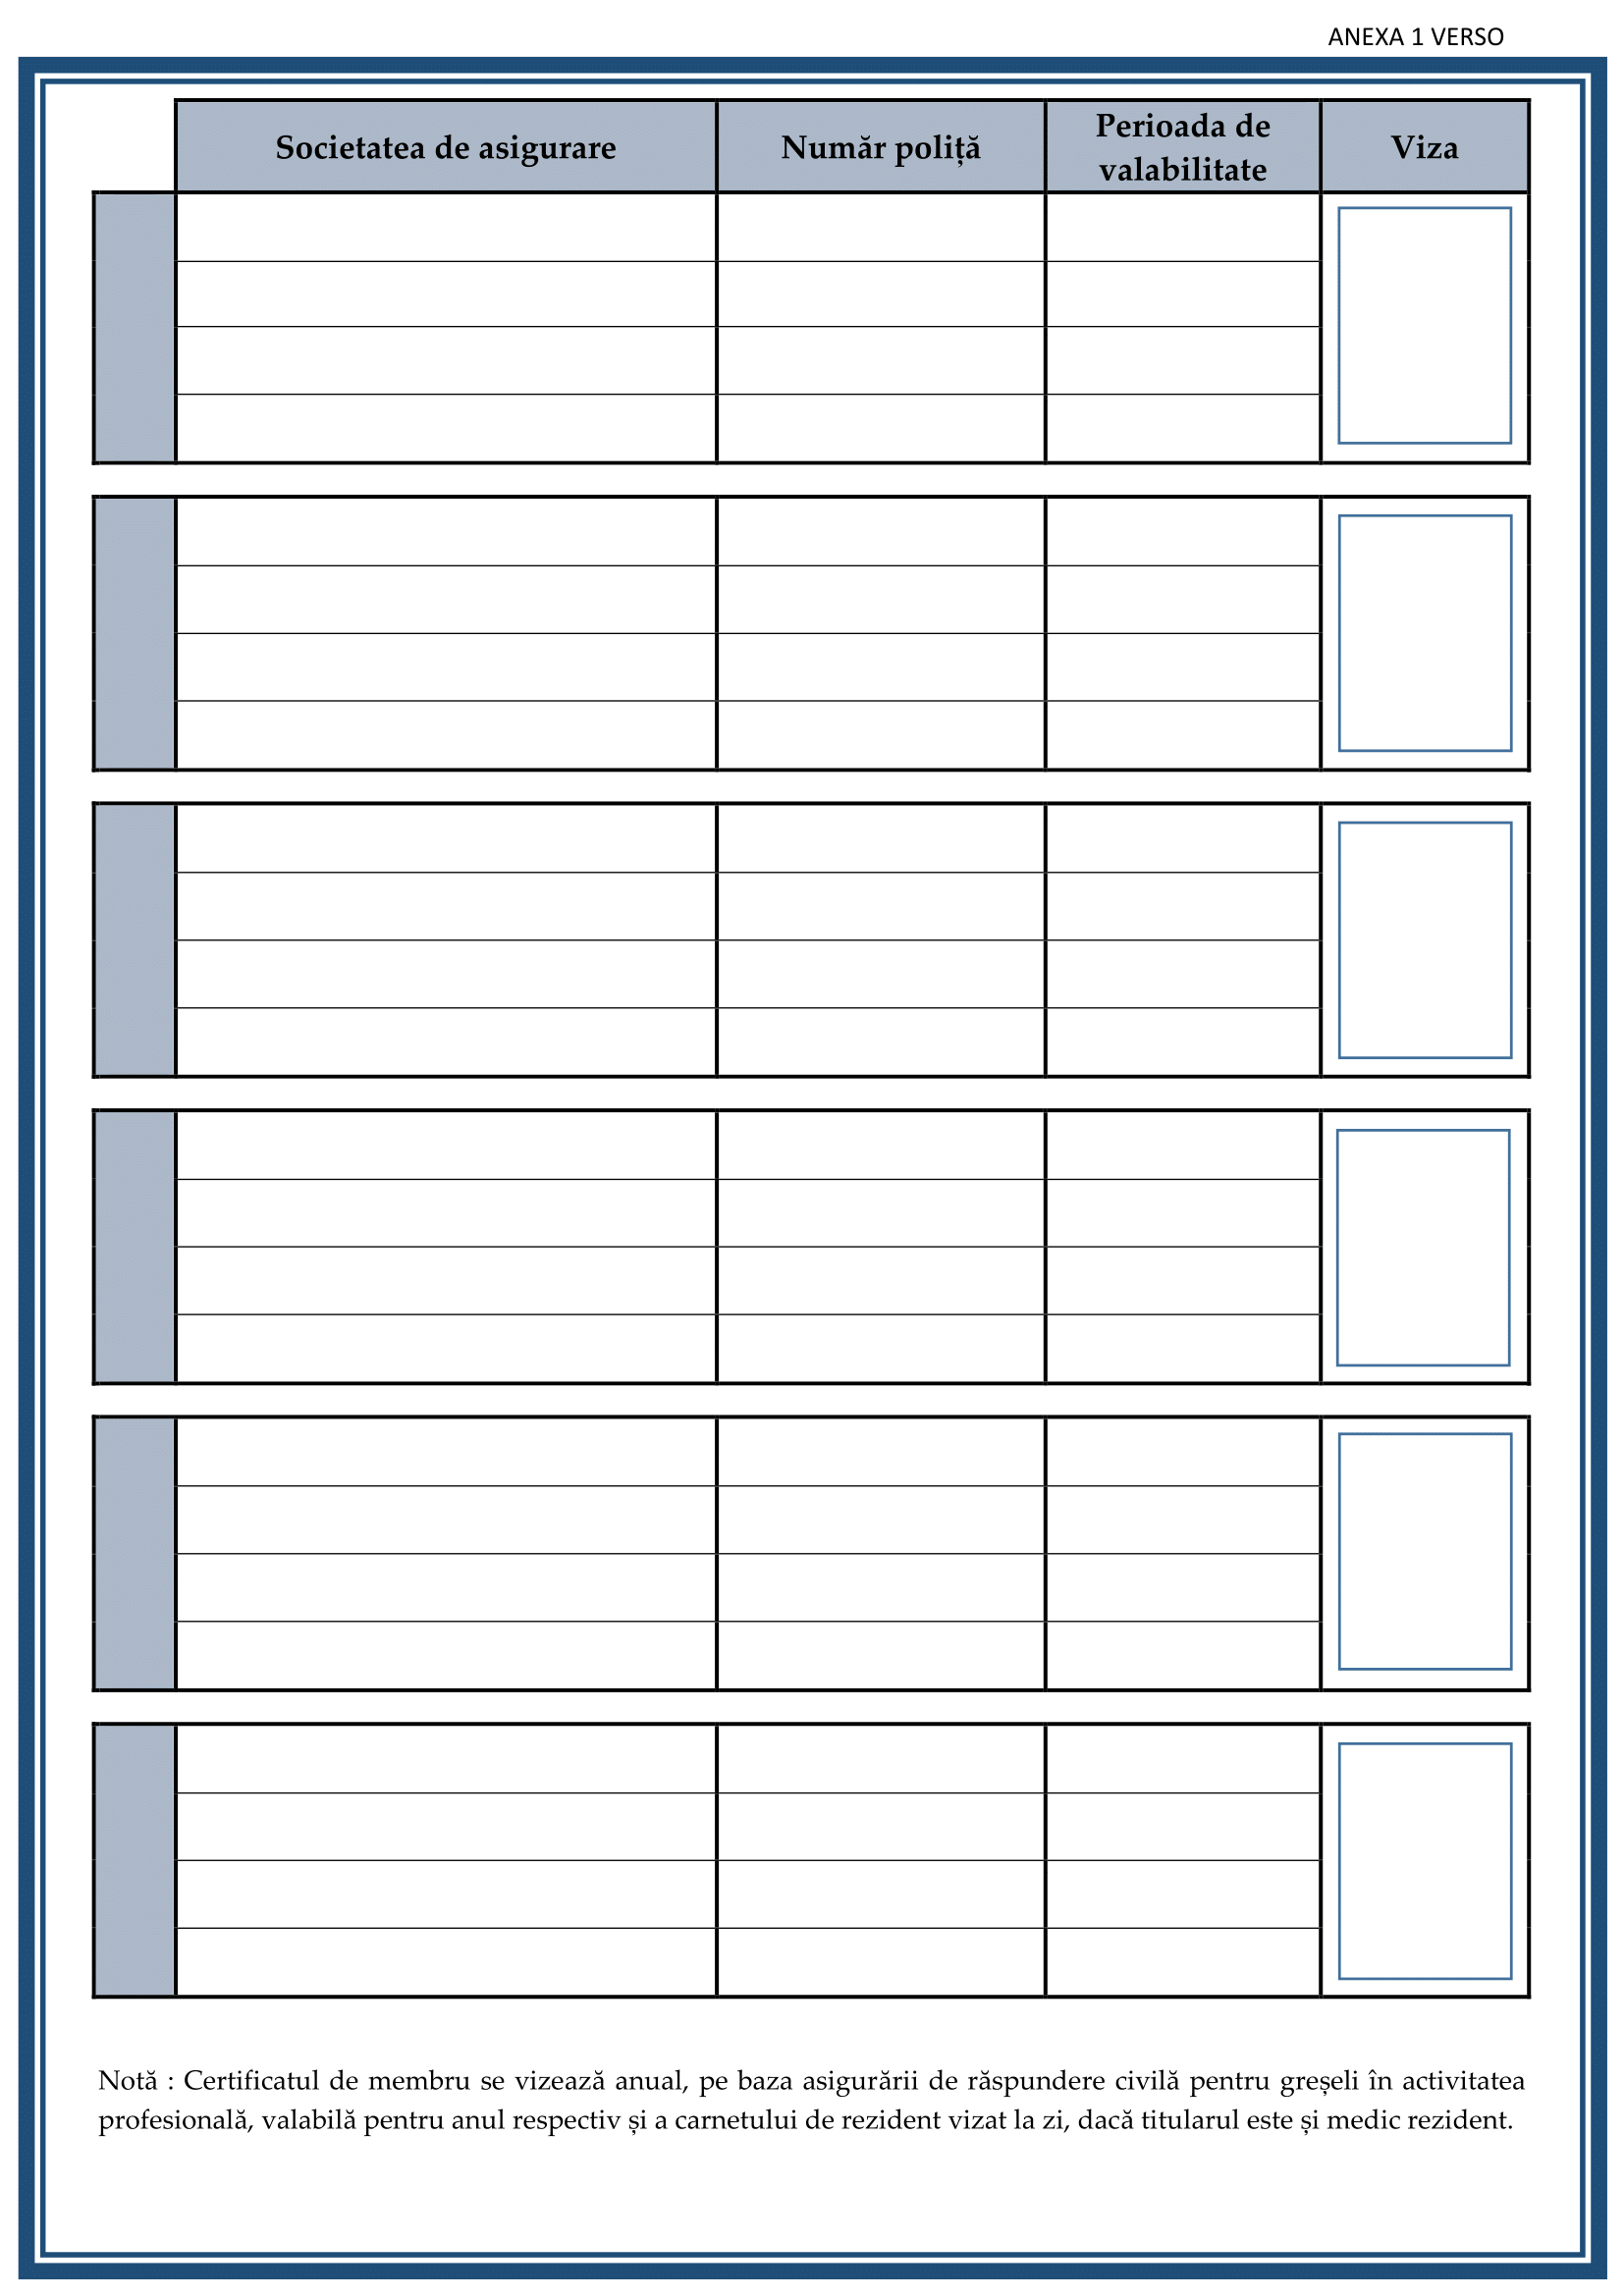 ANEXA 1 VERSO
Societatea de asigurare
Număr poliță
Perioada de
valabilitate
Viza
Notă : Certificatul de membru se vizează anual, pe baza asigurării de răspundere civilă pentru greșeli în activitatea
profesională, valabilă pentru anul respectiv și a carnetului de rezident vizat la zi, dacă titularul este și medic rezident.